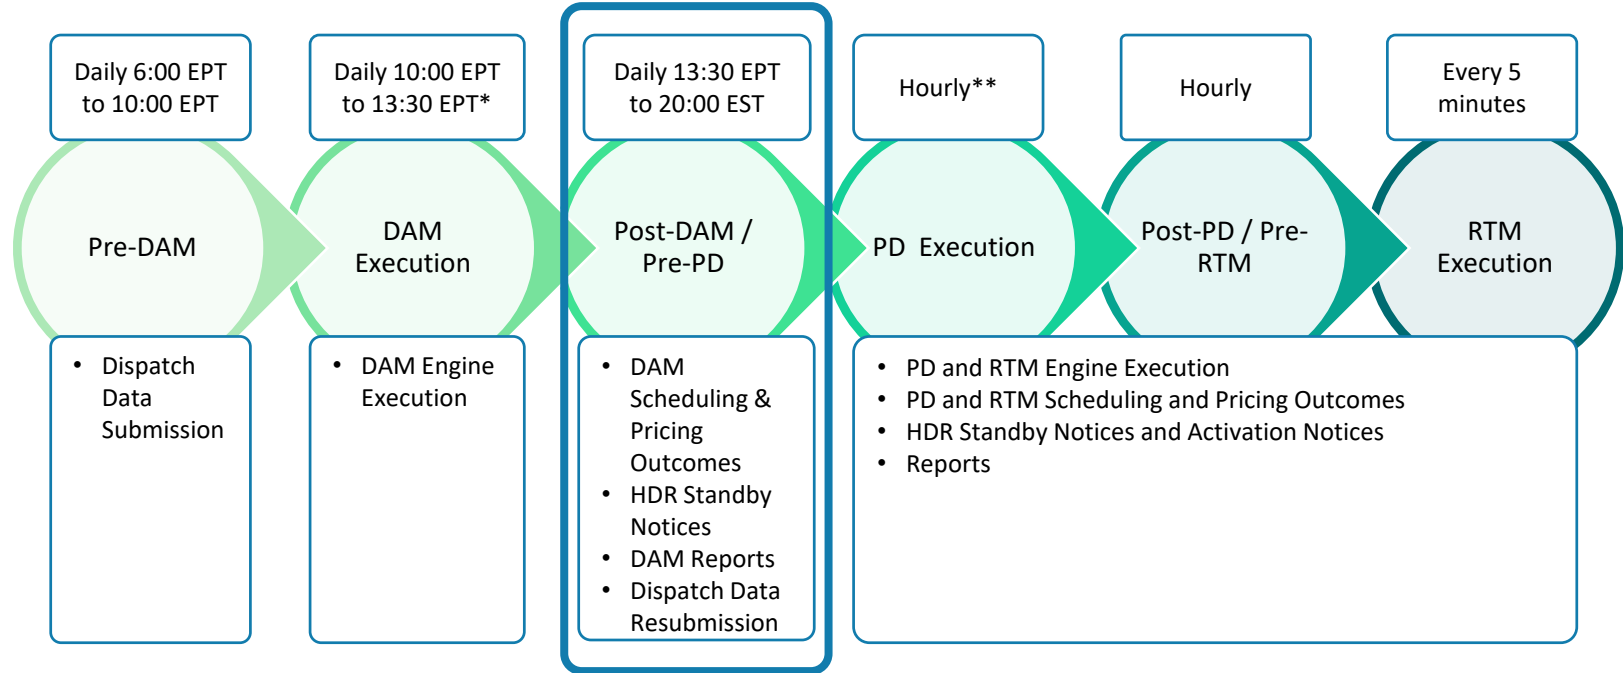 Daily 6:00 EPT
to 10:00 EPT
Daily 10:00 EPT
to 13:30 EPT*
Daily 13:30 EPT
to 20:00 EST
Hourly**
Hourly
Every 5
minutes
Pre-DAM
DAM
Execution
Post-DAM /
Pre-PD
PD Execution
Post-PD / Pre-
RTM
RTM
Execution
• Dispatch
Data
Submission
• DAM Engine
Execution
• DAM
Scheduling &
Pricing
Outcomes
• HDR Standby
Notices
• DAM Reports
• Dispatch Data
Resubmission
• PD and RTM Engine Execution
• PD and RTM Scheduling and Pricing Outcomes
• HDR Standby Notices and Activation Notices
• Reports